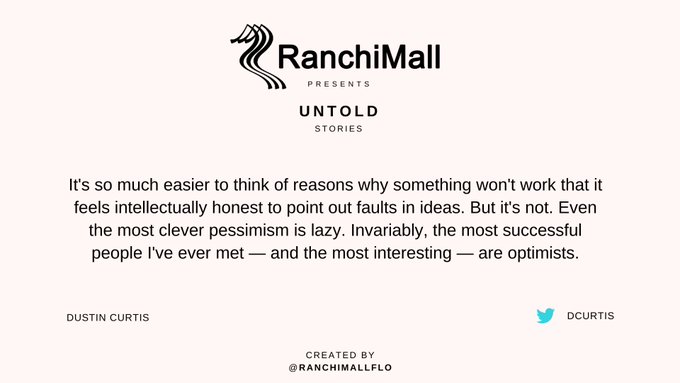 RanchiMall
PRESENTS
UNTOLD
STORIES
It's so much easier to think of reasons why something won't work that it
feels intellectually honest to point out faults in ideas. But it's not. Even
the most clever pessimism is lazy. Invariably, the most successful
people I've ever met — and the most interesting — are optimists.
DUSTIN CURTIS
DCURTIS
CREATED BY
@RANCHIMALLFLO